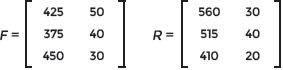 F = [ 425 50 ] R = [ 560 30 ]
[ 375 40 ] [ 515 40 ]
[ 450 30 ] [ 410 20 ]